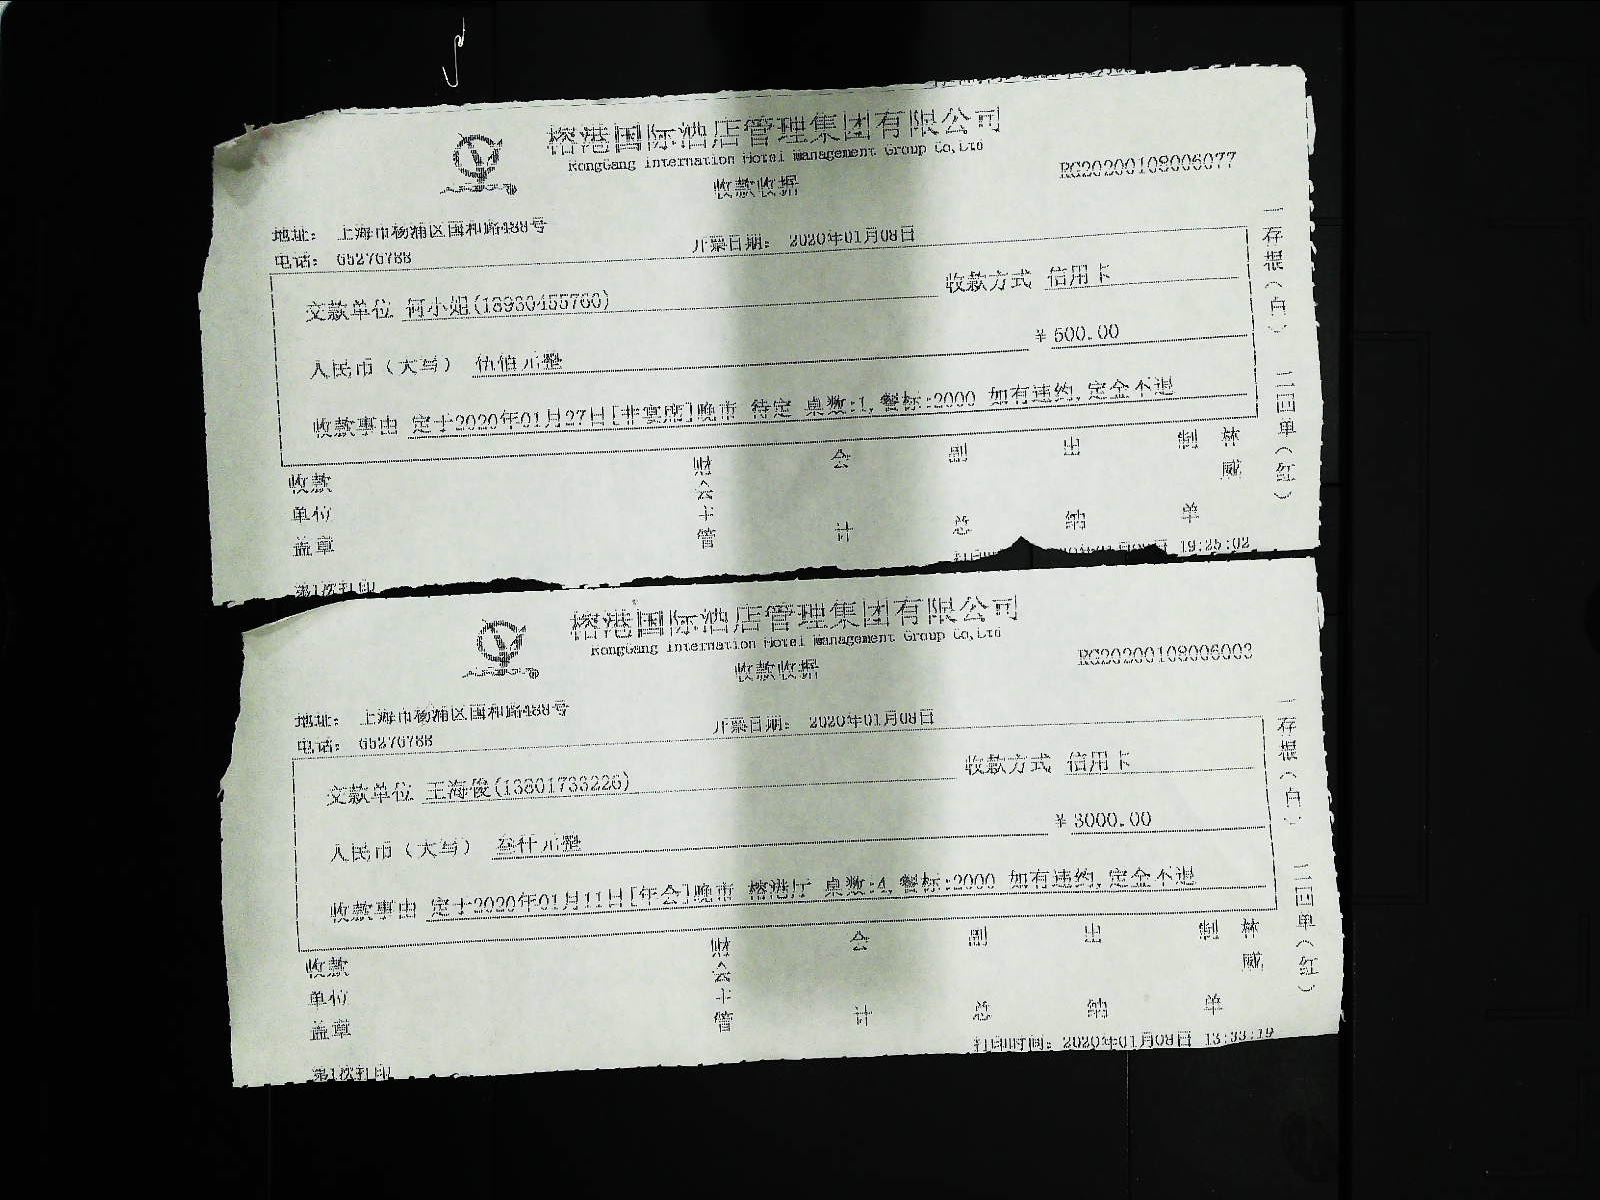 榕港国际酒店管理集团有限公司
RongGang Internation Hotel Management Group Co,Ltd
收款收据
RG20200108006077
地址： 上海市杨浦区国和路488号
电话： 65276788
开票日期： 2020年01月08日
交款单位 何小姐(18930455760)
收款方式 信用卡
人民币（大写） 伍佰元整
¥ 500.00
收款事由 定于2020年01月27日[非宴席]晚市 待定 桌数:1,餐标:2000 如有违约,定金不退
收款单位盖章
财会主管
会计
副总
出纳
制单
林威
一存根（白） 二回单（红）
19:25:02
第1次打印
榕港国际酒店管理集团有限公司
RongGang Internation Hotel Management Group Co,Ltd
收款收据
RG20200108006003
地址： 上海市杨浦区国和路488号
电话： 65276788
开票日期： 2020年01月08日
交款单位 王海俊(13801733226)
收款方式 信用卡
人民币（大写） 叁仟元整
¥ 3000.00
收款事由 定于2020年01月11日[年会]晚市 榕港厅 桌数:4,餐标:2000 如有违约,定金不退
收款单位盖章
财会主管
会计
副总
出纳
制单
林威
一存根（白） 二回单（红）
打印时间：2020年01月08日 13:33:19
第1次打印